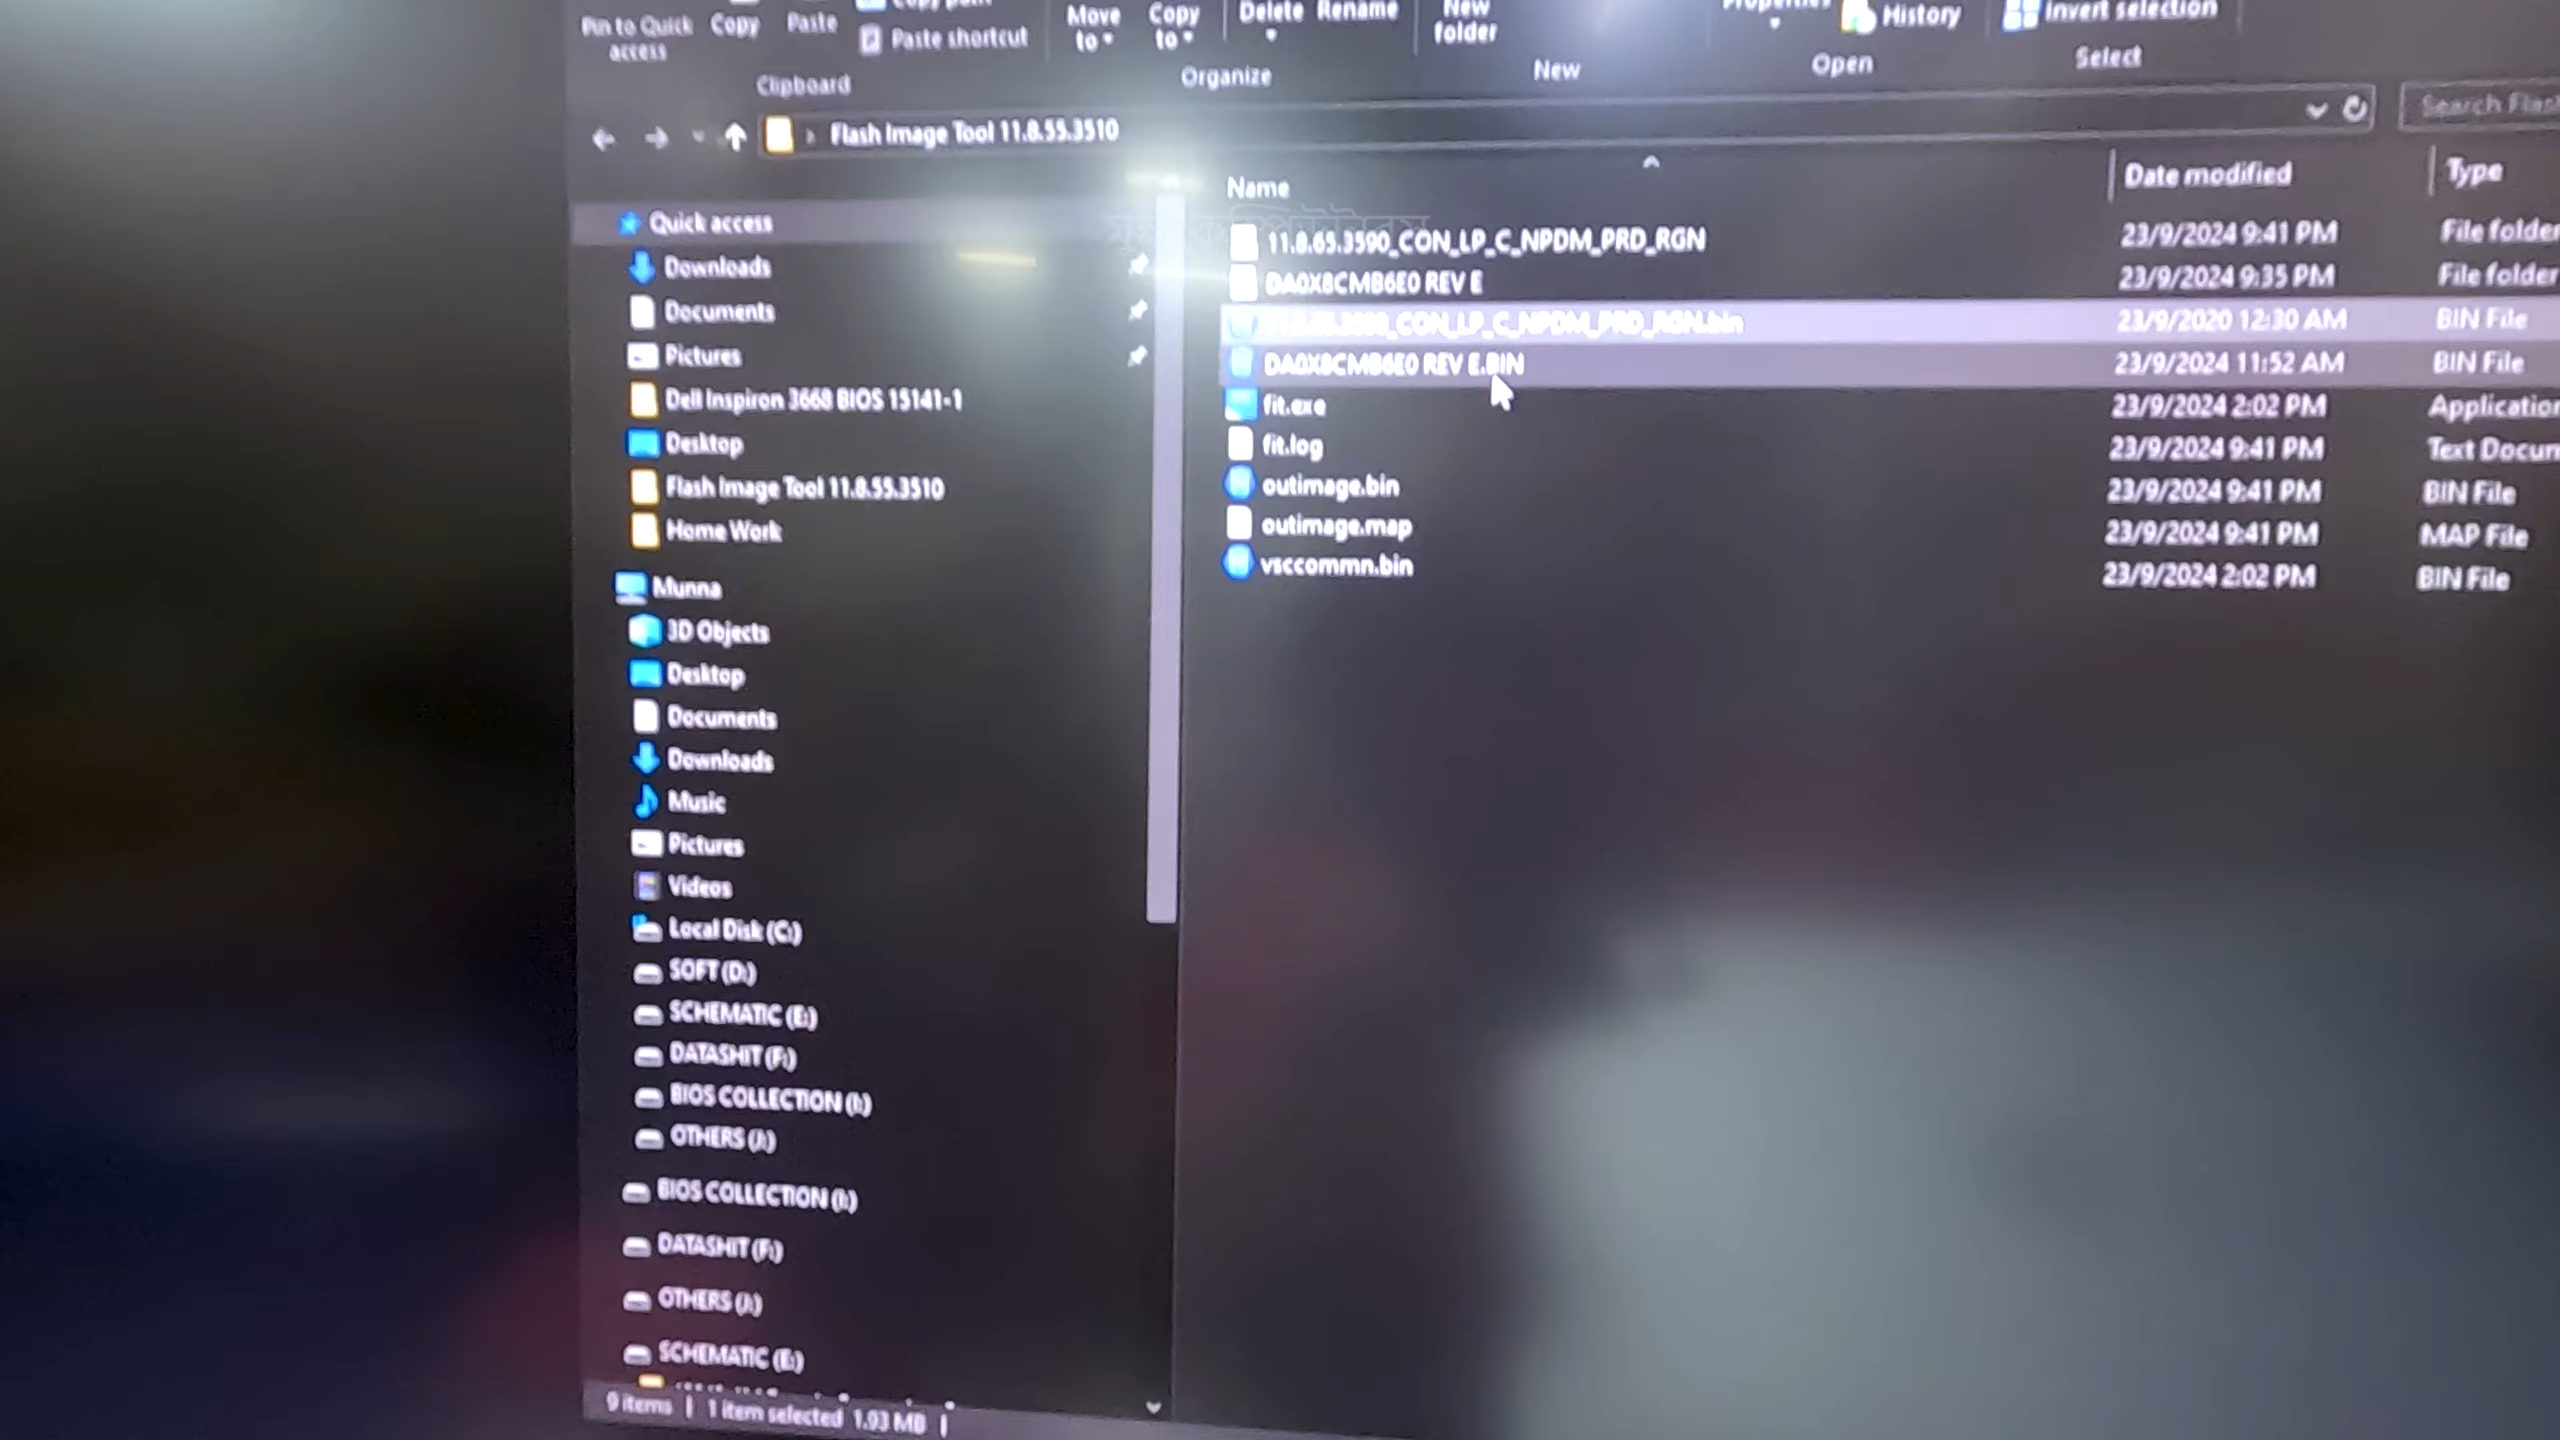 Pin to Quick access
Copy
Paste
Paste shortcut
Move to
Copy to
Delete
Rename
New folder
Properties
History
Invert selection
Clipboard
Organize
New
Open
Select
Flash Image Tool 11.8.55.3510
Name
Date modified
Type
11.8.65.3590_CON_LP_C_NPDM_PRD_RGN 23/9/2024 9:41 PM File folder
DA0X8CMB6E0 REV E 23/9/2024 9:35 PM File folder
11.8.65.3590_CON_LP_C_NPDM_PRD_RGN.bin 23/9/2020 12:30 AM BIN File
DA0X8CMB6E0 REV E.BIN 23/9/2024 11:52 AM BIN File
fit.exe 23/9/2024 2:02 PM Application
fit.log 23/9/2024 9:41 PM Text Docum
outimage.bin 23/9/2024 9:41 PM BIN File
outimage.map 23/9/2024 9:41 PM MAP File
vsccommn.bin 23/9/2024 2:02 PM BIN File
Quick access
Downloads
Documents
Pictures
Dell Inspiron 3668 BIOS 15141-1
Desktop
Flash Image Tool 11.8.55.3510
Home Work
Munna
3D Objects
Desktop
Documents
Downloads
Music
Pictures
Videos
Local Disk (C:)
SOFT (D:)
SCHEMATIC (E:)
DATASHIT (F:)
BIOS COLLECTION (I:)
OTHERS (J:)
BIOS COLLECTION (I:)
DATASHIT (F:)
OTHERS (J:)
SCHEMATIC (E:)
9 items
1 item selected 1.93 MB